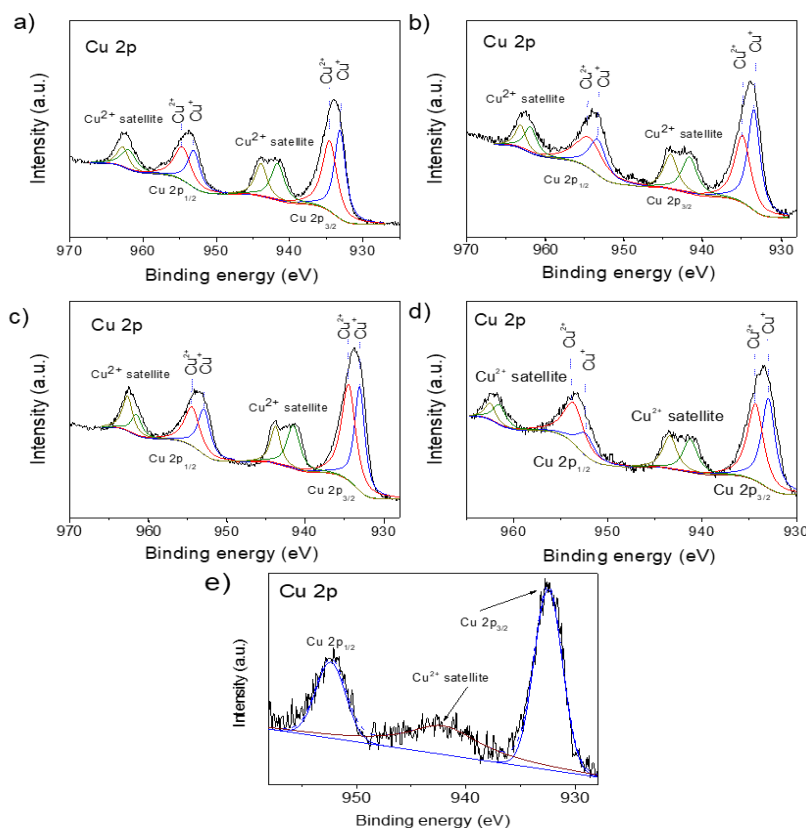 a)
Cu 2p
Cu²⁺ satellite
Cu²⁺
Cu⁺
Cu 2p₁/₂
Cu²⁺ satellite
Cu 2p₃/₂
Cu²⁺
Cu⁺
Intensity (a.u.)
970 960 950 940 930
Binding energy (eV)
b)
Cu 2p
Cu²⁺ satellite
Cu²⁺
Cu⁺
Cu 2p₁/₂
Cu²⁺ satellite
Cu 2p₃/₂
Cu²⁺
Cu⁺
Intensity (a.u.)
970 960 950 940 930
Binding energy (eV)
c)
Cu 2p
Cu²⁺ satellite
Cu²⁺
Cu⁺
Cu 2p₁/₂
Cu²⁺ satellite
Cu 2p₃/₂
Cu²⁺
Cu⁺
Intensity (a.u.)
970 960 950 940 930
Binding energy (eV)
d)
Cu 2p
Cu²⁺ satellite
Cu²⁺
Cu⁺
Cu 2p₁/₂
Cu²⁺ satellite
Cu 2p₃/₂
Cu²⁺
Cu⁺
Intensity (a.u.)
960 950 940 930
Binding energy (eV)
e)
Cu 2p
Cu 2p₁/₂
Cu²⁺ satellite
Cu 2p₃/₂
Intensity (a.u.)
950 940 930
Binding energy (eV)